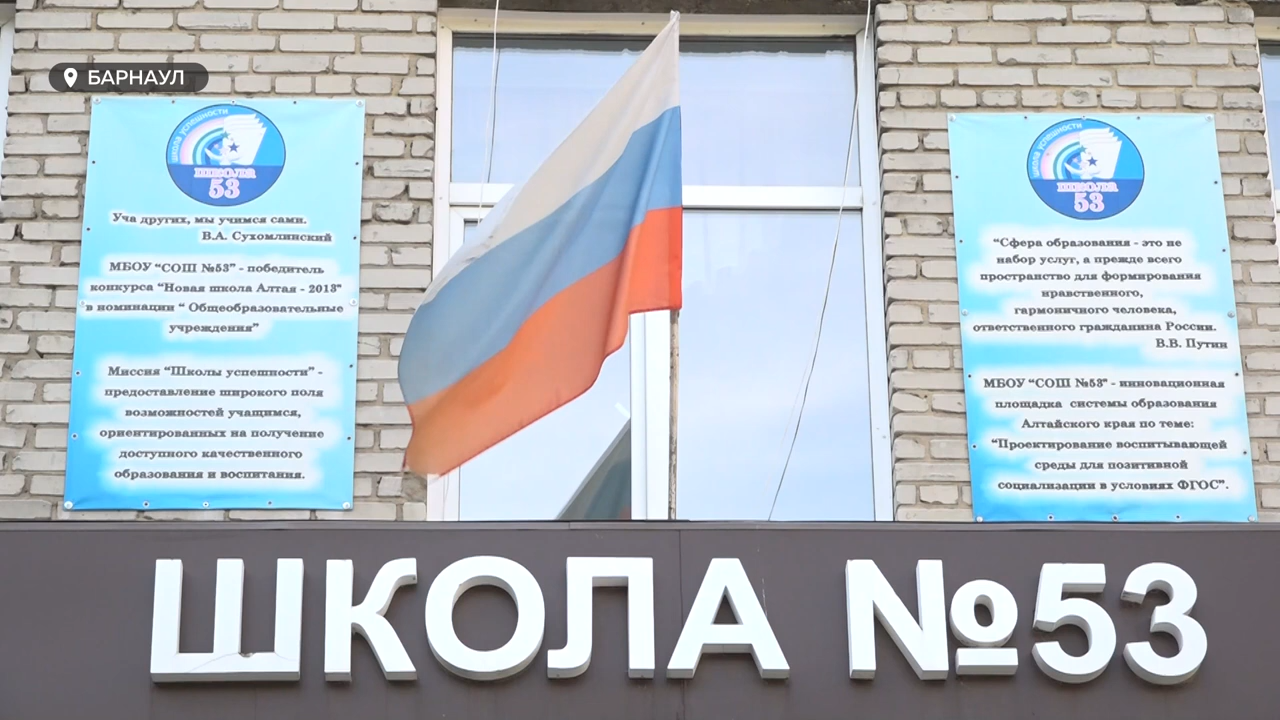 БАРНАУЛ
школа успешности
ШКОЛА
53
Уча других, мы учимся сами.
В.А. Сухомлинский
МБОУ "СОШ №53" - победитель
конкурса "Новая школа Алтая - 2013"
в номинации " Общеобразовательные
учреждения"
Миссия "Школы успешности" -
предоставление широкого поля
возможностей учащимся,
ориентированных на получение
доступного качественного
образования и воспитания.
школа успешности
ШКОЛА
53
"Сфера образования - это не
набор услуг, а прежде всего
пространство для формирования
нравственного,
гармоничного человека,
ответственного гражданина России.
В.В. Путин
МБОУ "СОШ №53" - инновационная
площадка системы образования
Алтайского края по теме:
"Проектирование воспитывающей
среды для позитивной
социализации в условиях ФГОС".
ШКОЛА №53